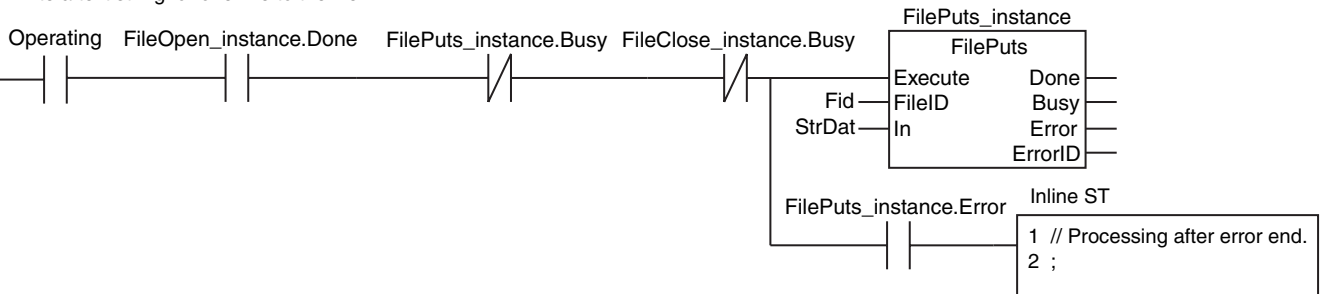 FilePuts_instance
Operating FileOpen_instance.Done FilePuts_instance.Busy FileClose_instance.Busy
FilePuts
Execute Done
Fid FileID Busy
StrDat In Error
ErrorID
FilePuts_instance.Error
Inline ST
1 // Processing after error end.
2 ;